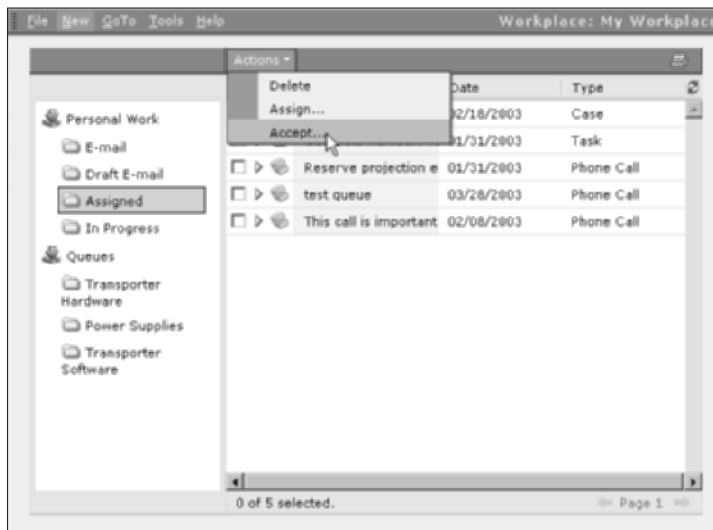 File New GoTo Tools Help
Workplace: My Workplace
Actions
Delete
Assign...
Accept...
Date Type
02/18/2003 Case
01/31/2003 Task
Reserve projection e 01/31/2003 Phone Call
test queue 03/28/2003 Phone Call
This call is important 02/08/2003 Phone Call
Personal Work
E-mail
Draft E-mail
Assigned
In Progress
Queues
Transporter
Hardware
Power Supplies
Transporter
Software
0 of 5 selected.
Page 1